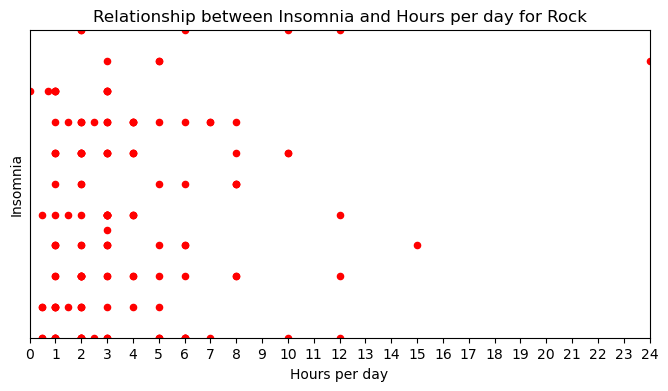 Relationship between Insomnia and Hours per day for Rock
Insomnia
0 1 2 3 4 5 6 7 8 9 10 11 12 13 14 15 16 17 18 19 20 21 22 23 24
Hours per day